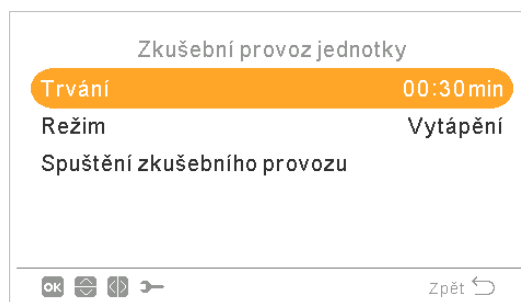 Zkušební provoz jednotky
Trvání 00:30min
Režim Vytápění
Spuštění zkušebního provozu
OK Zpět